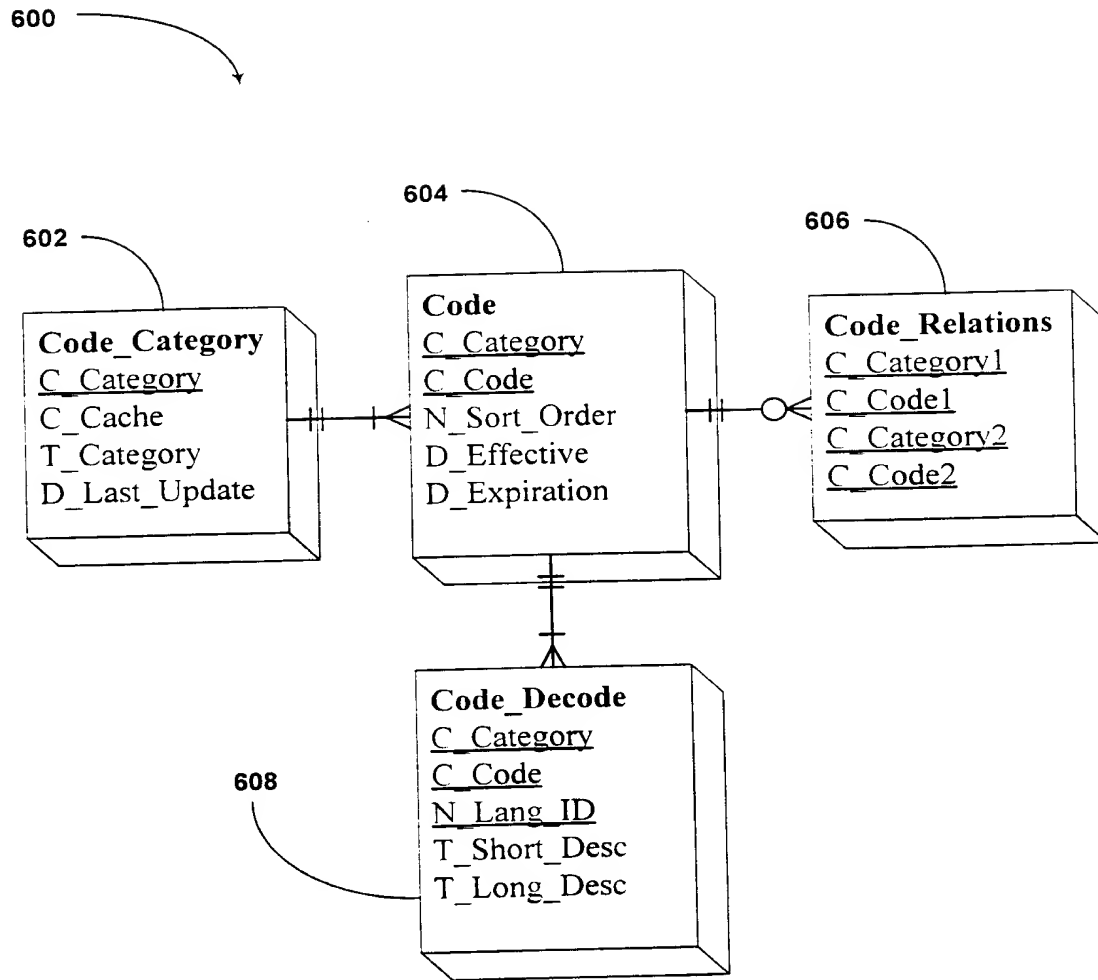 600
604
602
606
Code_Category
C_Category
C_Cache
T_Category
D_Last_Update
Code
C_Category
C_Code
N_Sort_Order
D_Effective
D_Expiration
Code_Relations
C_Category1
C_Code1
C_Category2
C_Code2
608
Code_Decode
C_Category
C_Code
N_Lang_ID
T_Short_Desc
T_Long_Desc